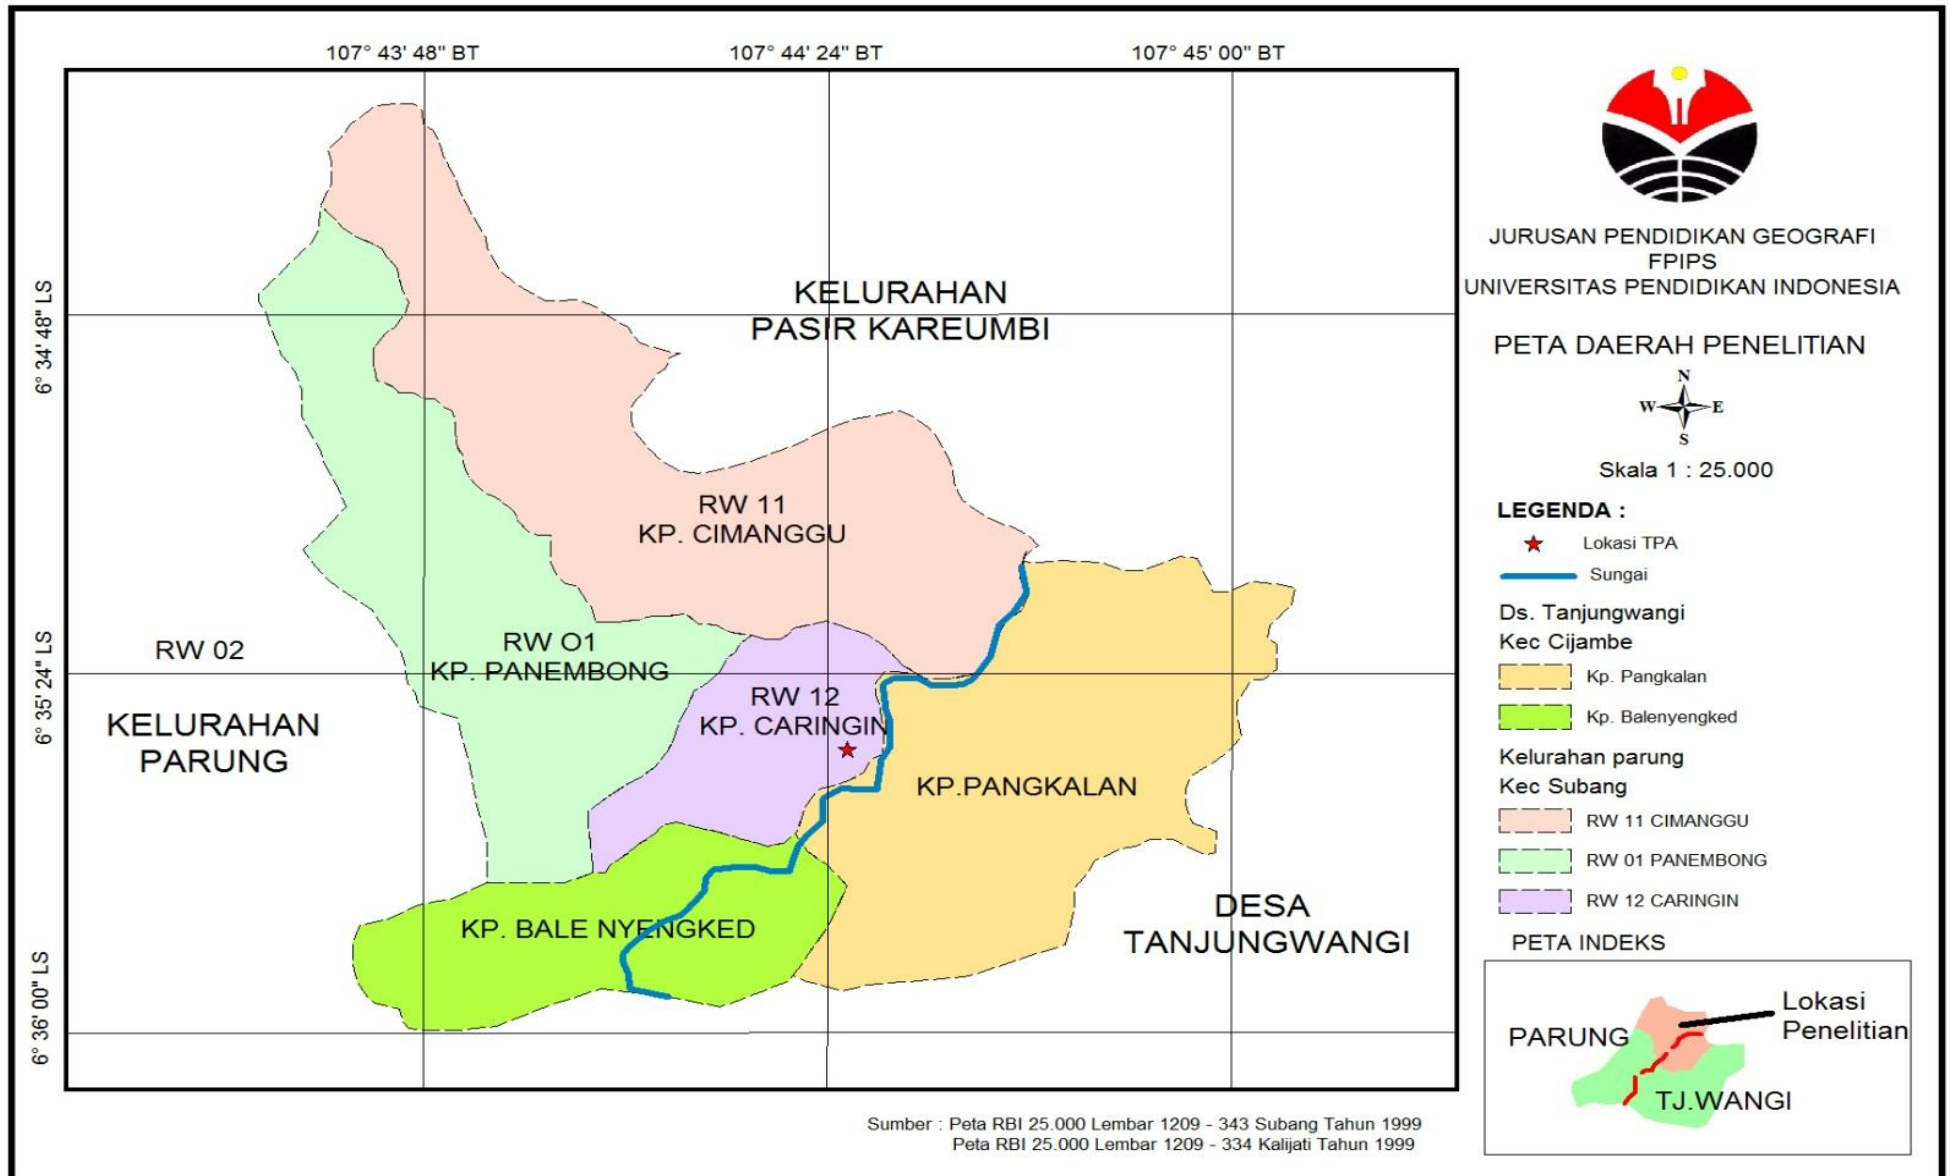 107° 43' 48" BT
107° 44' 24" BT
107° 45' 00" BT
6° 34' 48" LS
6° 35' 24" LS
6° 36' 00" LS
KELURAHAN
PASIR KAREUMBI
RW 11
KP. CIMANGGU
RW 02
RW O1
KP. PANEMBONG
KELURAHAN
PARUNG
RW 12
KP. CARINGIN
KP.PANGKALAN
KP. BALE NYENGKED
DESA
TANJUNGWANGI
JURUSAN PENDIDIKAN GEOGRAFI
FPIPS
UNIVERSITAS PENDIDIKAN INDONESIA
PETA DAERAH PENELITIAN
N
W E
S
Skala 1 : 25.000
LEGENDA :
Lokasi TPA
Sungai
Ds. Tanjungwangi
Kec Cijambe
Kp. Pangkalan
Kp. Balenyengked
Kelurahan parung
Kec Subang
RW 11 CIMANGGU
RW 01 PANEMBONG
RW 12 CARINGIN
PETA INDEKS
Lokasi
Penelitian
PARUNG
TJ.WANGI
Sumber : Peta RBI 25.000 Lembar 1209 - 343 Subang Tahun 1999
Peta RBI 25.000 Lembar 1209 - 334 Kalijati Tahun 1999